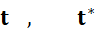 𝐭 , 𝐭*